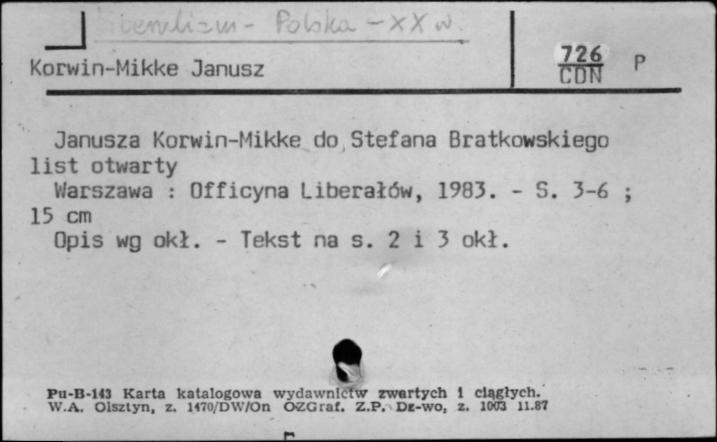 Liberalizm - Polska - XX w.
Korwin-Mikke Janusz
726 P
CDN
Janusza Korwin-Mikke do Stefana Bratkowskiego
list otwarty
Warszawa : Officyna Liberałów, 1983. - S. 3-6 ;
15 cm
Opis wg okł. - Tekst na s. 2 i 3 okł.
Pu-B-143 Karta katalogowa wydawnictw zwartych i ciągłych.
W.A. Olsztyn, z. 1470/DW/On OZGraf. Z.P. Dz-wo, z. 1003 11.87